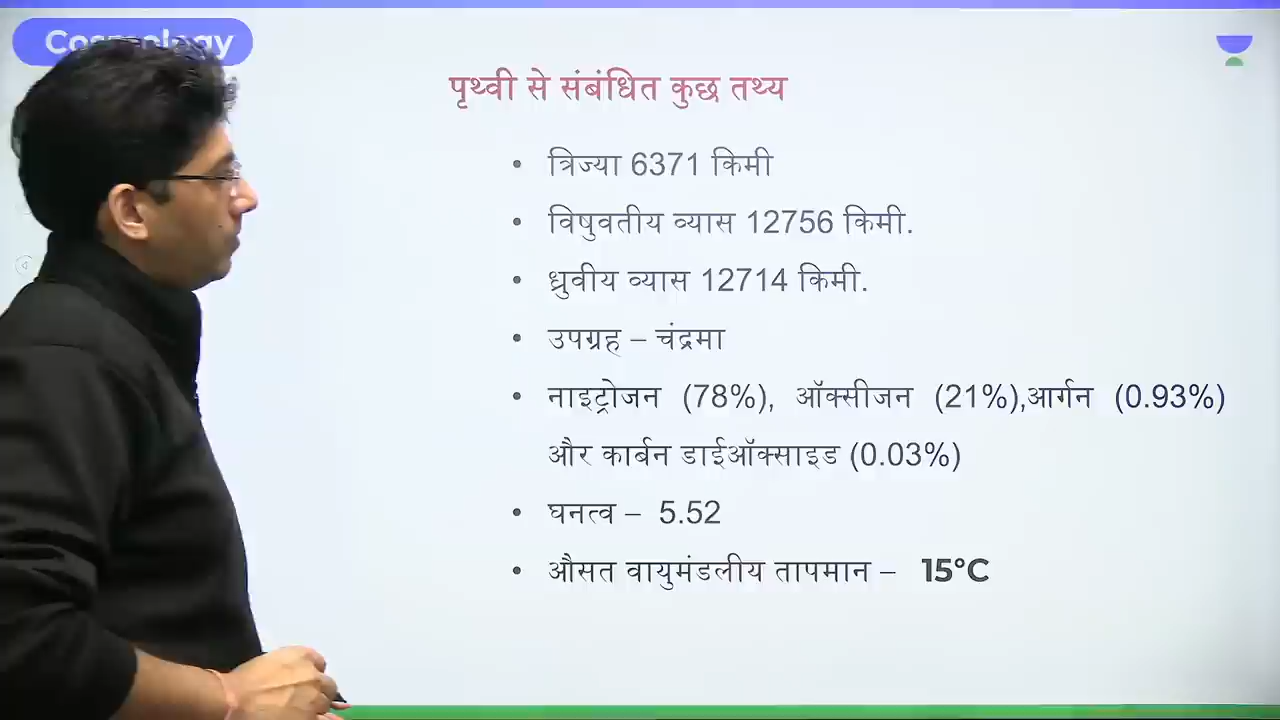 पृथ्वी से संबंधित कुछ तथ्य
• त्रिज्या 6371 किमी
• विषुवतीय व्यास 12756 किमी.
• ध्रुवीय व्यास 12714 किमी.
• उपग्रह – चंद्रमा
• नाइट्रोजन (78%), ऑक्सीजन (21%),आर्गन (0.93%)
और कार्बन डाईऑक्साइड (0.03%)
• घनत्व – 5.52
• औसत वायुमंडलीय तापमान – 15°C